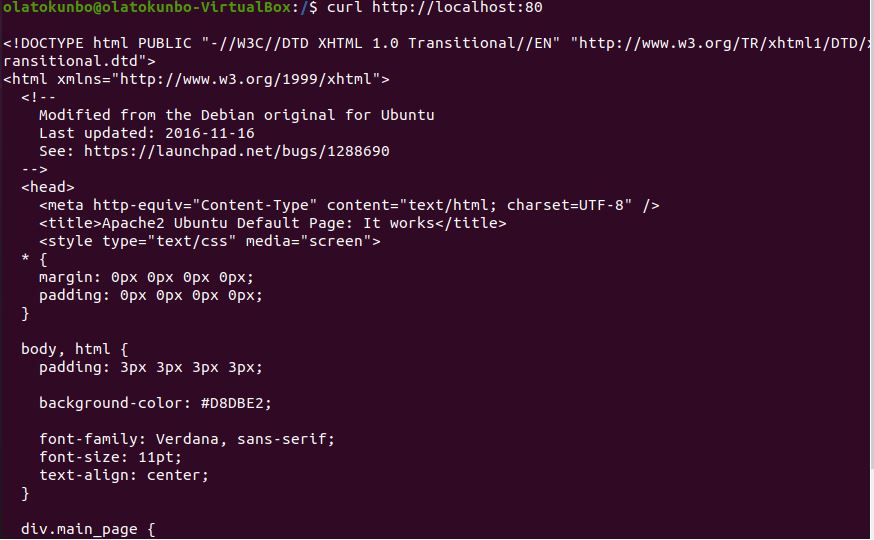 olatokunbo@olatokunbo-VirtualBox:/$ curl http://localhost:80

<!DOCTYPE html PUBLIC "-//W3C//DTD XHTML 1.0 Transitional//EN" "http://www.w3.org/TR/xhtml1/DTD/x
ransitional.dtd">
<html xmlns="http://www.w3.org/1999/xhtml">
  <!--
    Modified from the Debian original for Ubuntu
    Last updated: 2016-11-16
    See: https://launchpad.net/bugs/1288690
  -->
  <head>
    <meta http-equiv="Content-Type" content="text/html; charset=UTF-8" />
    <title>Apache2 Ubuntu Default Page: It works</title>
    <style type="text/css" media="screen">
  * {
    margin: 0px 0px 0px 0px;
    padding: 0px 0px 0px 0px;
  }

  body, html {
    padding: 3px 3px 3px 3px;

    background-color: #D8DBE2;

    font-family: Verdana, sans-serif;
    font-size: 11pt;
    text-align: center;
  }

  div.main_page {